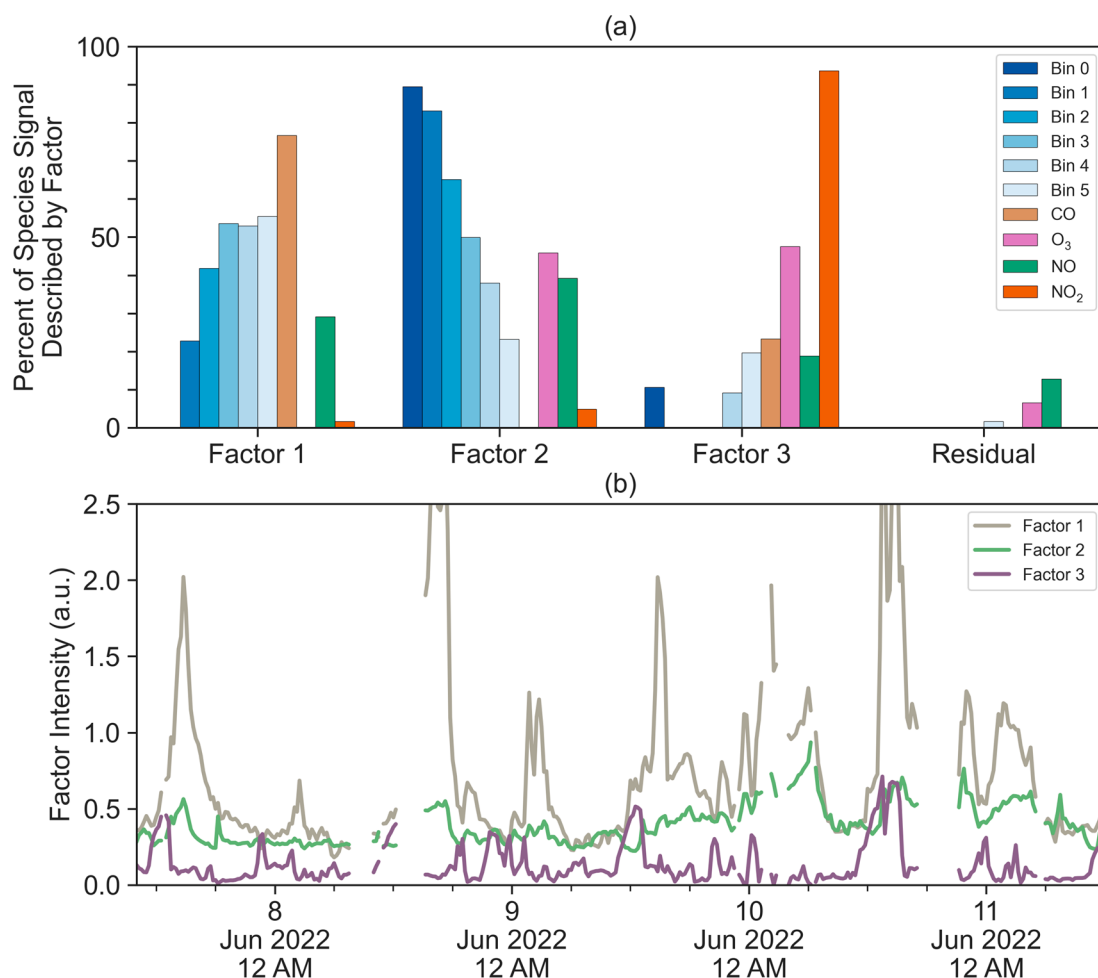 (a)
100
50
0
Percent of Species Signal
Described by Factor
Bin 0
Bin 1
Bin 2
Bin 3
Bin 4
Bin 5
CO
O₃
NO
NO₂
Factor 1
Factor 2
Factor 3
Residual
(b)
2.5
2.0
1.5
1.0
0.5
0.0
Factor Intensity (a.u.)
Factor 1
Factor 2
Factor 3
8
Jun 2022
12 AM
9
Jun 2022
12 AM
10
Jun 2022
12 AM
11
Jun 2022
12 AM